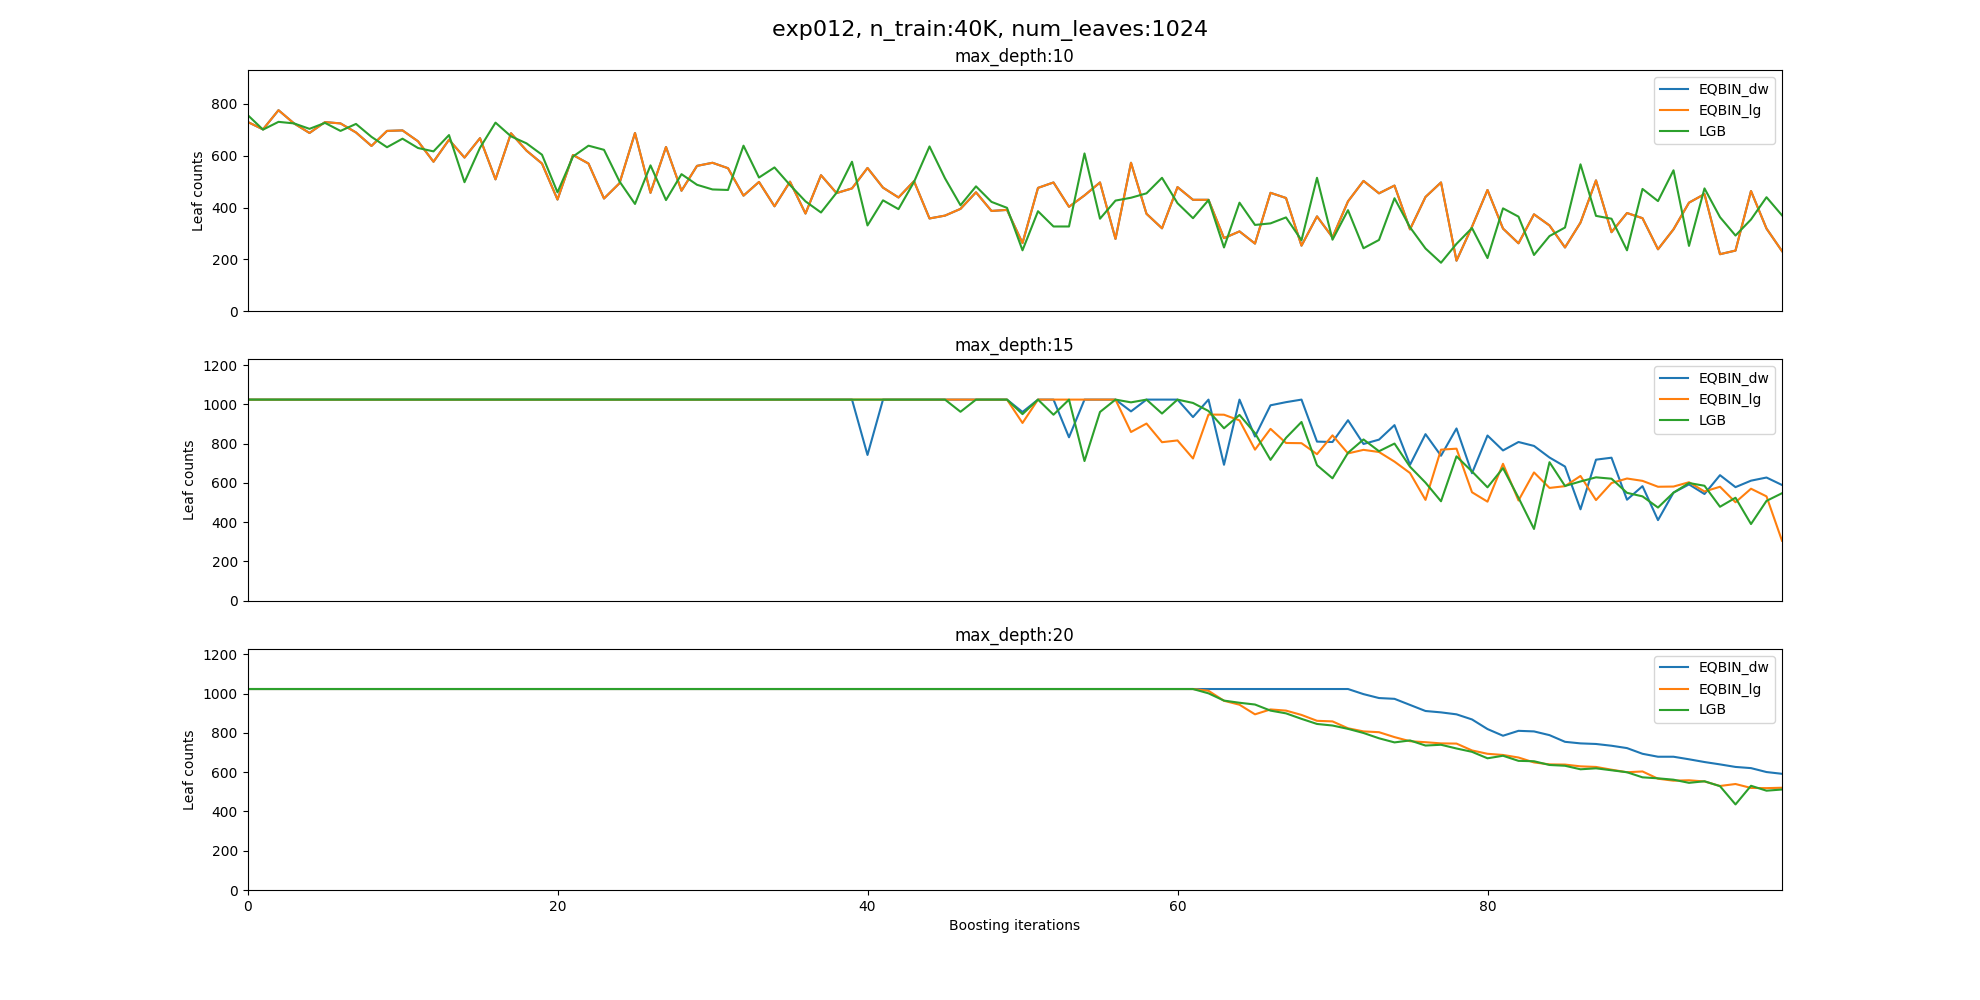 exp012, n_train:40K, num_leaves:1024
max_depth:10
800
600
400
200
0
Leaf counts
EQBIN_dw
EQBIN_lg
LGB
max_depth:15
1200
1000
800
600
400
200
0
Leaf counts
EQBIN_dw
EQBIN_lg
LGB
max_depth:20
1200
1000
800
600
400
200
0
Leaf counts
EQBIN_dw
EQBIN_lg
LGB
0 20 40 60 80
Boosting iterations